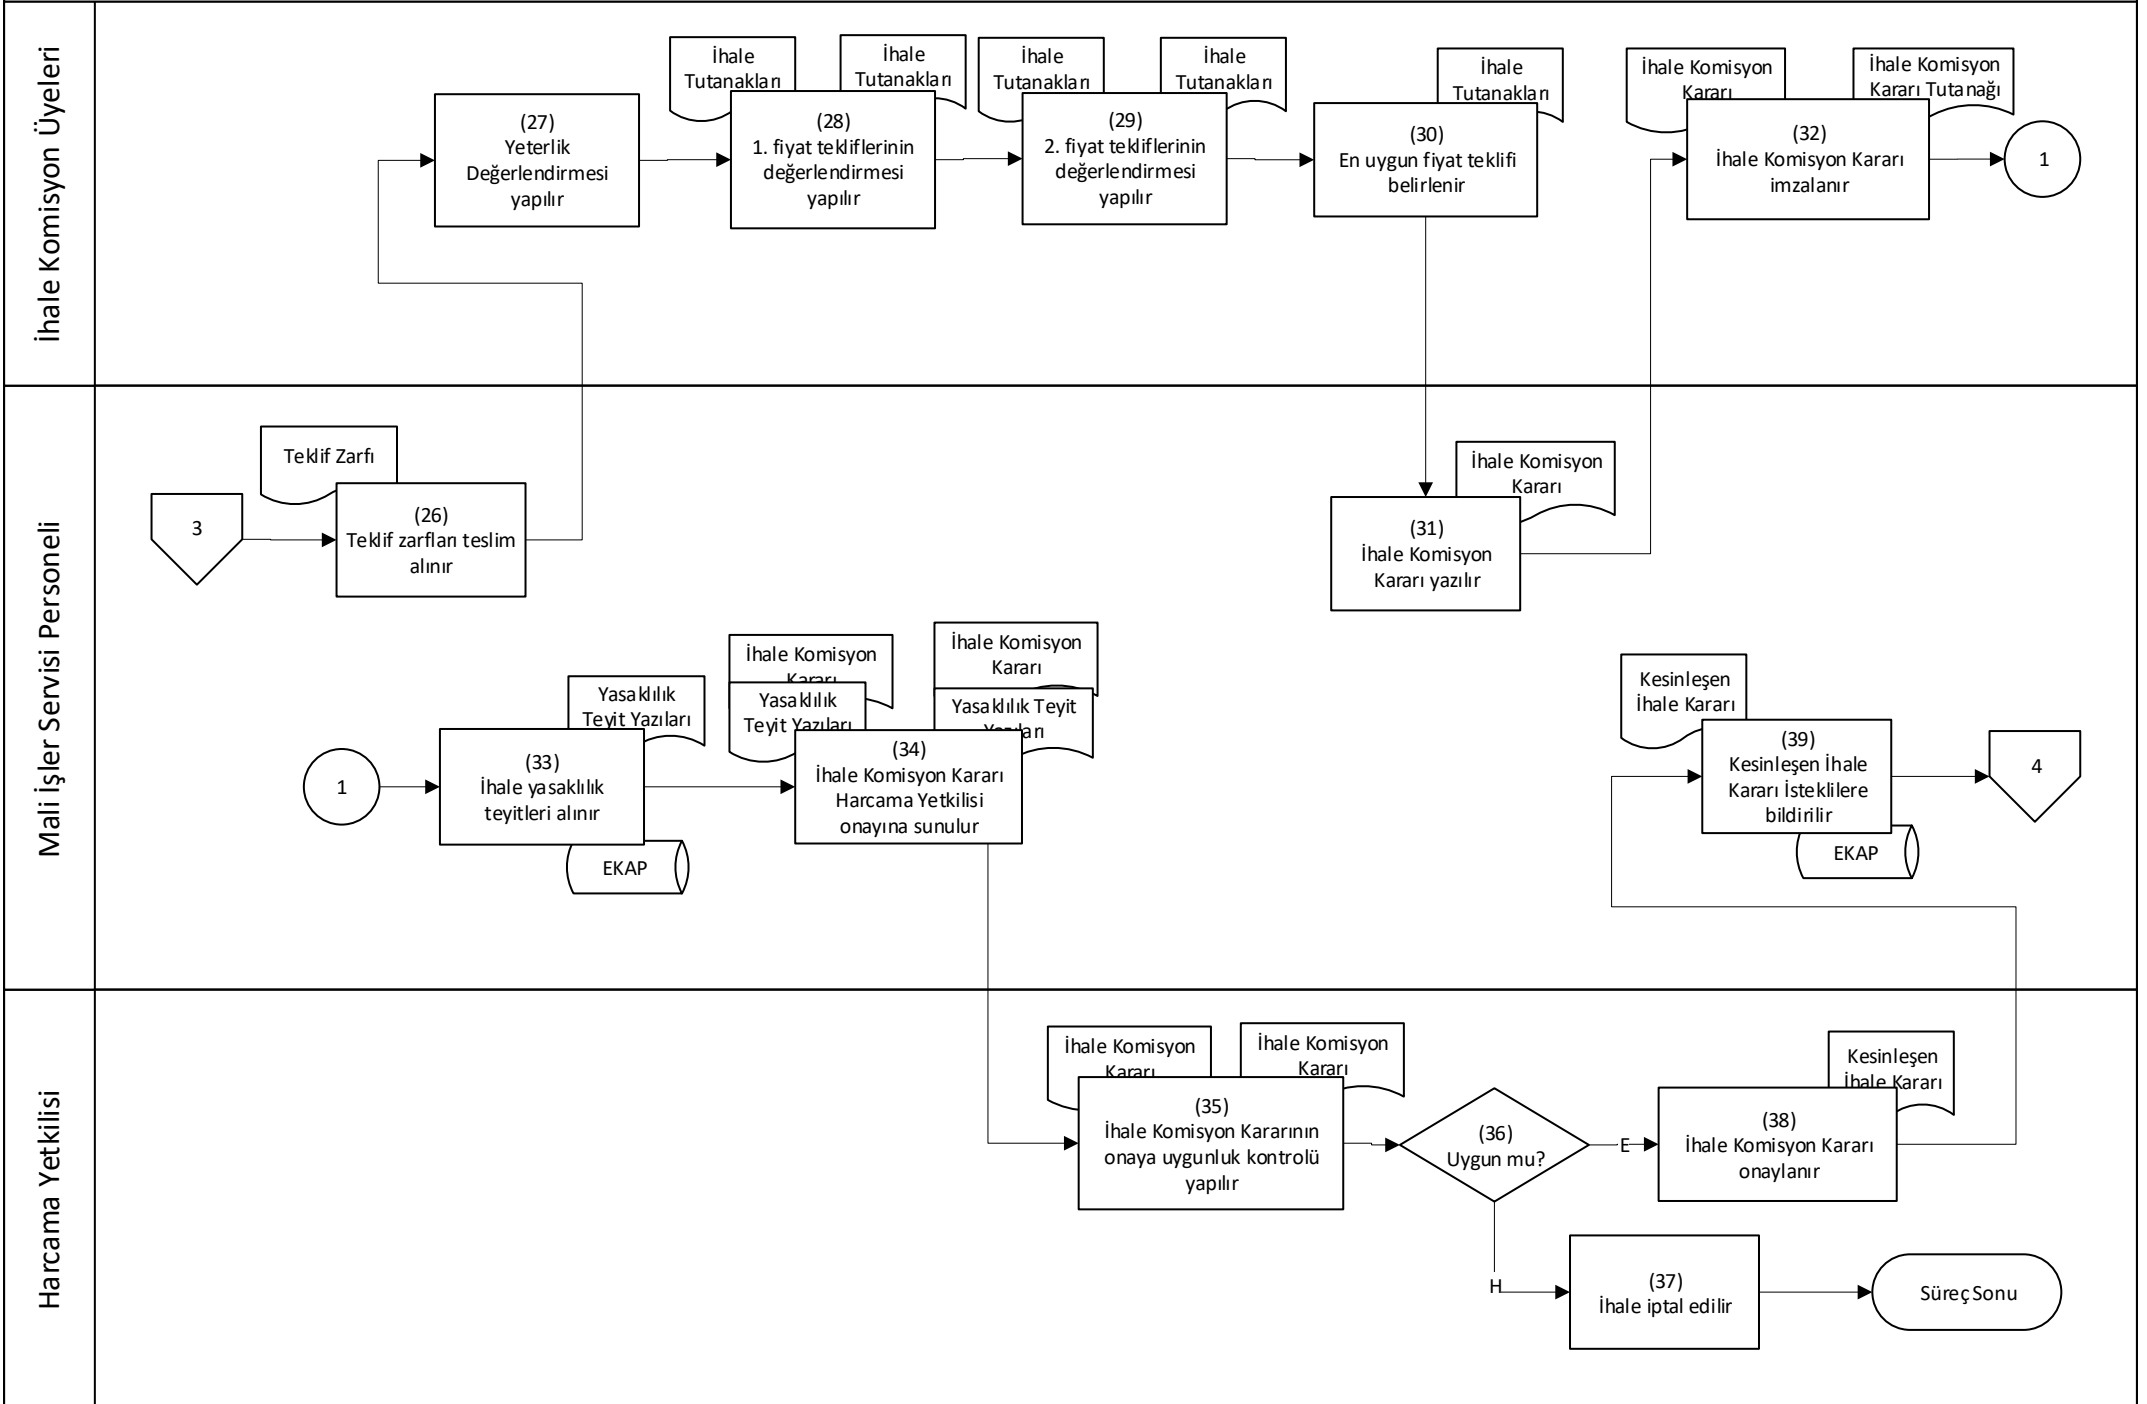 İhale Komisyon Üyeleri
İhale
Tutanakları
İhale
Tutanakları
İhale
Tutanakları
İhale
Tutanakları
İhale
Tutanakları
İhale Komisyon
Kararı
İhale Komisyon
Kararı Tutanağı
(27)
Yeterlik
Değerlendirmesi
yapılır
(28)
1. fiyat tekliflerinin
değerlendirmesi
yapılır
(29)
2. fiyat tekliflerinin
değerlendirmesi
yapılır
(30)
En uygun fiyat teklifi
belirlenir
(32)
İhale Komisyon Kararı
imzalanır
1
Mali İşler Servisi Personeli
Teklif Zarfı
3
(26)
Teklif zarfları teslim
alınır
İhale Komisyon
Kararı
(31)
İhale Komisyon
Kararı yazılır
1
Yasaklılık
Teyit Yazıları
(33)
İhale yasaklılık
teyitleri alınır
EKAP
İhale Komisyon
Kararı
Yasaklılık
Teyit Yazıları
İhale Komisyon
Kararı
Yasaklılık Teyit
Yazıları
(34)
İhale Komisyon Kararı
Harcama Yetkilisi
onayına sunulur
Kesinleşen
İhale Kararı
(39)
Kesinleşen İhale
Kararı İsteklilere
bildirilir
EKAP
4
Harcama Yetkilisi
İhale Komisyon
Kararı
İhale Komisyon
Kararı
(35)
İhale Komisyon Kararının
onaya uygunluk kontrolü
yapılır
(36)
Uygun mu?
E
Kesinleşen
İhale Kararı
(38)
İhale Komisyon Kararı
onaylanır
H
(37)
İhale iptal edilir
Süreç Sonu